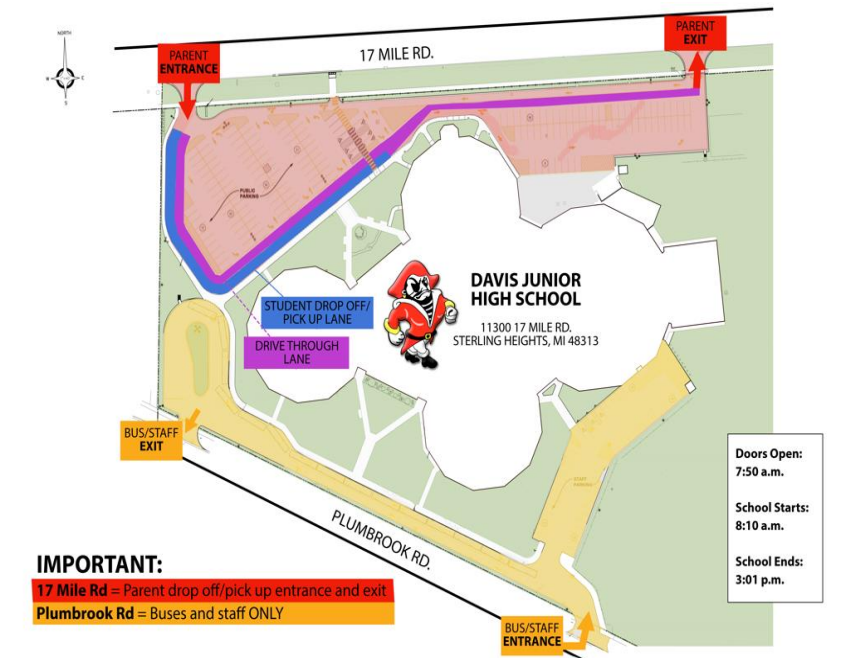 NORTH
W
E
S
PARENT
ENTRANCE
17 MILE RD.
PARENT
EXIT
PUBLIC
PARKING
STUDENT DROP OFF/
PICK UP LANE
DRIVE THROUGH
LANE
DAVIS JUNIOR
HIGH SCHOOL
11300 17 MILE RD.
STERLING HEIGHTS, MI 48313
BUS/STAFF
EXIT
STAFF
PARKING
PLUMBROOK RD.
Doors Open:
7:50 a.m.
School Starts:
8:10 a.m.
School Ends:
3:01 p.m.
IMPORTANT:
17 Mile Rd = Parent drop off/pick up entrance and exit
Plumbrook Rd = Buses and staff ONLY
BUS/STAFF
ENTRANCE